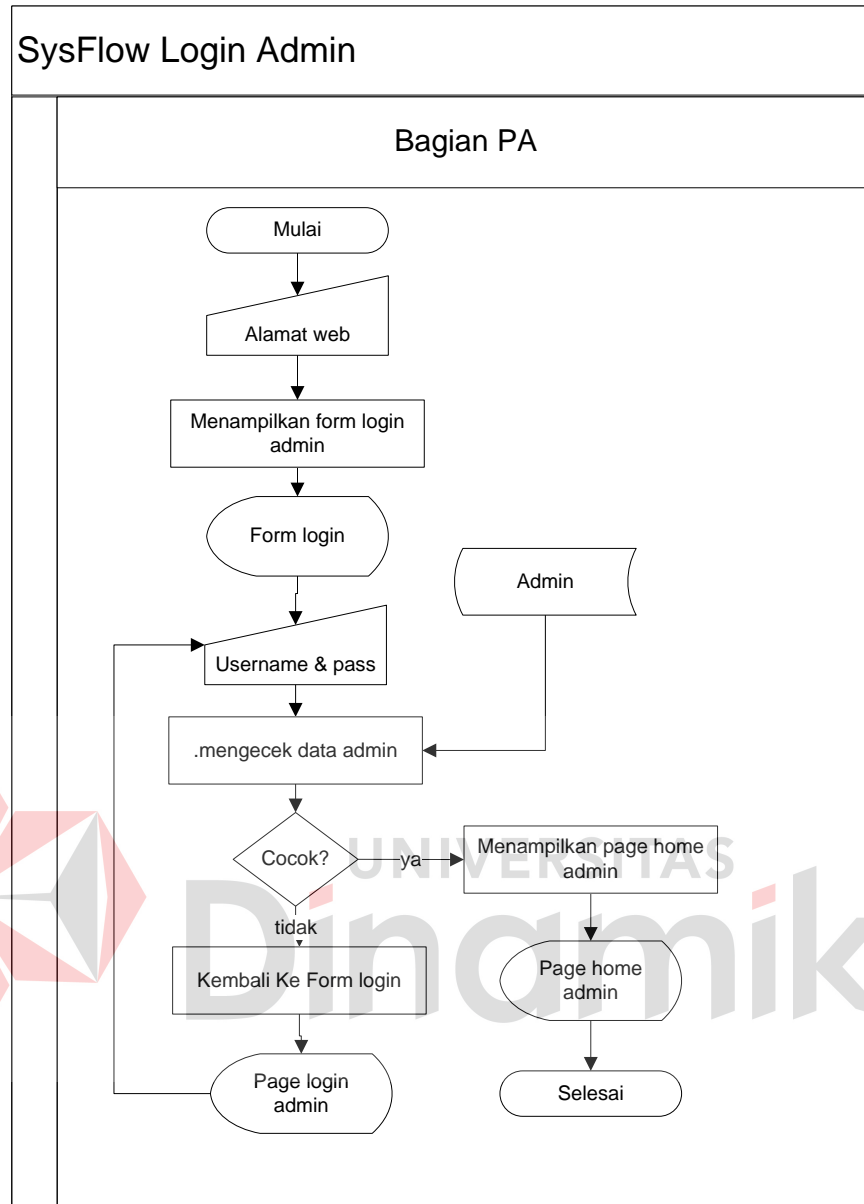 SysFlow Login Admin
Bagian PA
Mulai
Alamat web
Menampilkan form login
admin
Form login
Admin
Username & pass
.mengecek data admin
Cocok?
ya
Menampilkan page home
admin
tidak
Kembali Ke Form login
Page home
admin
Page login
admin
Selesai
UNIVERSITAS
Dinamika